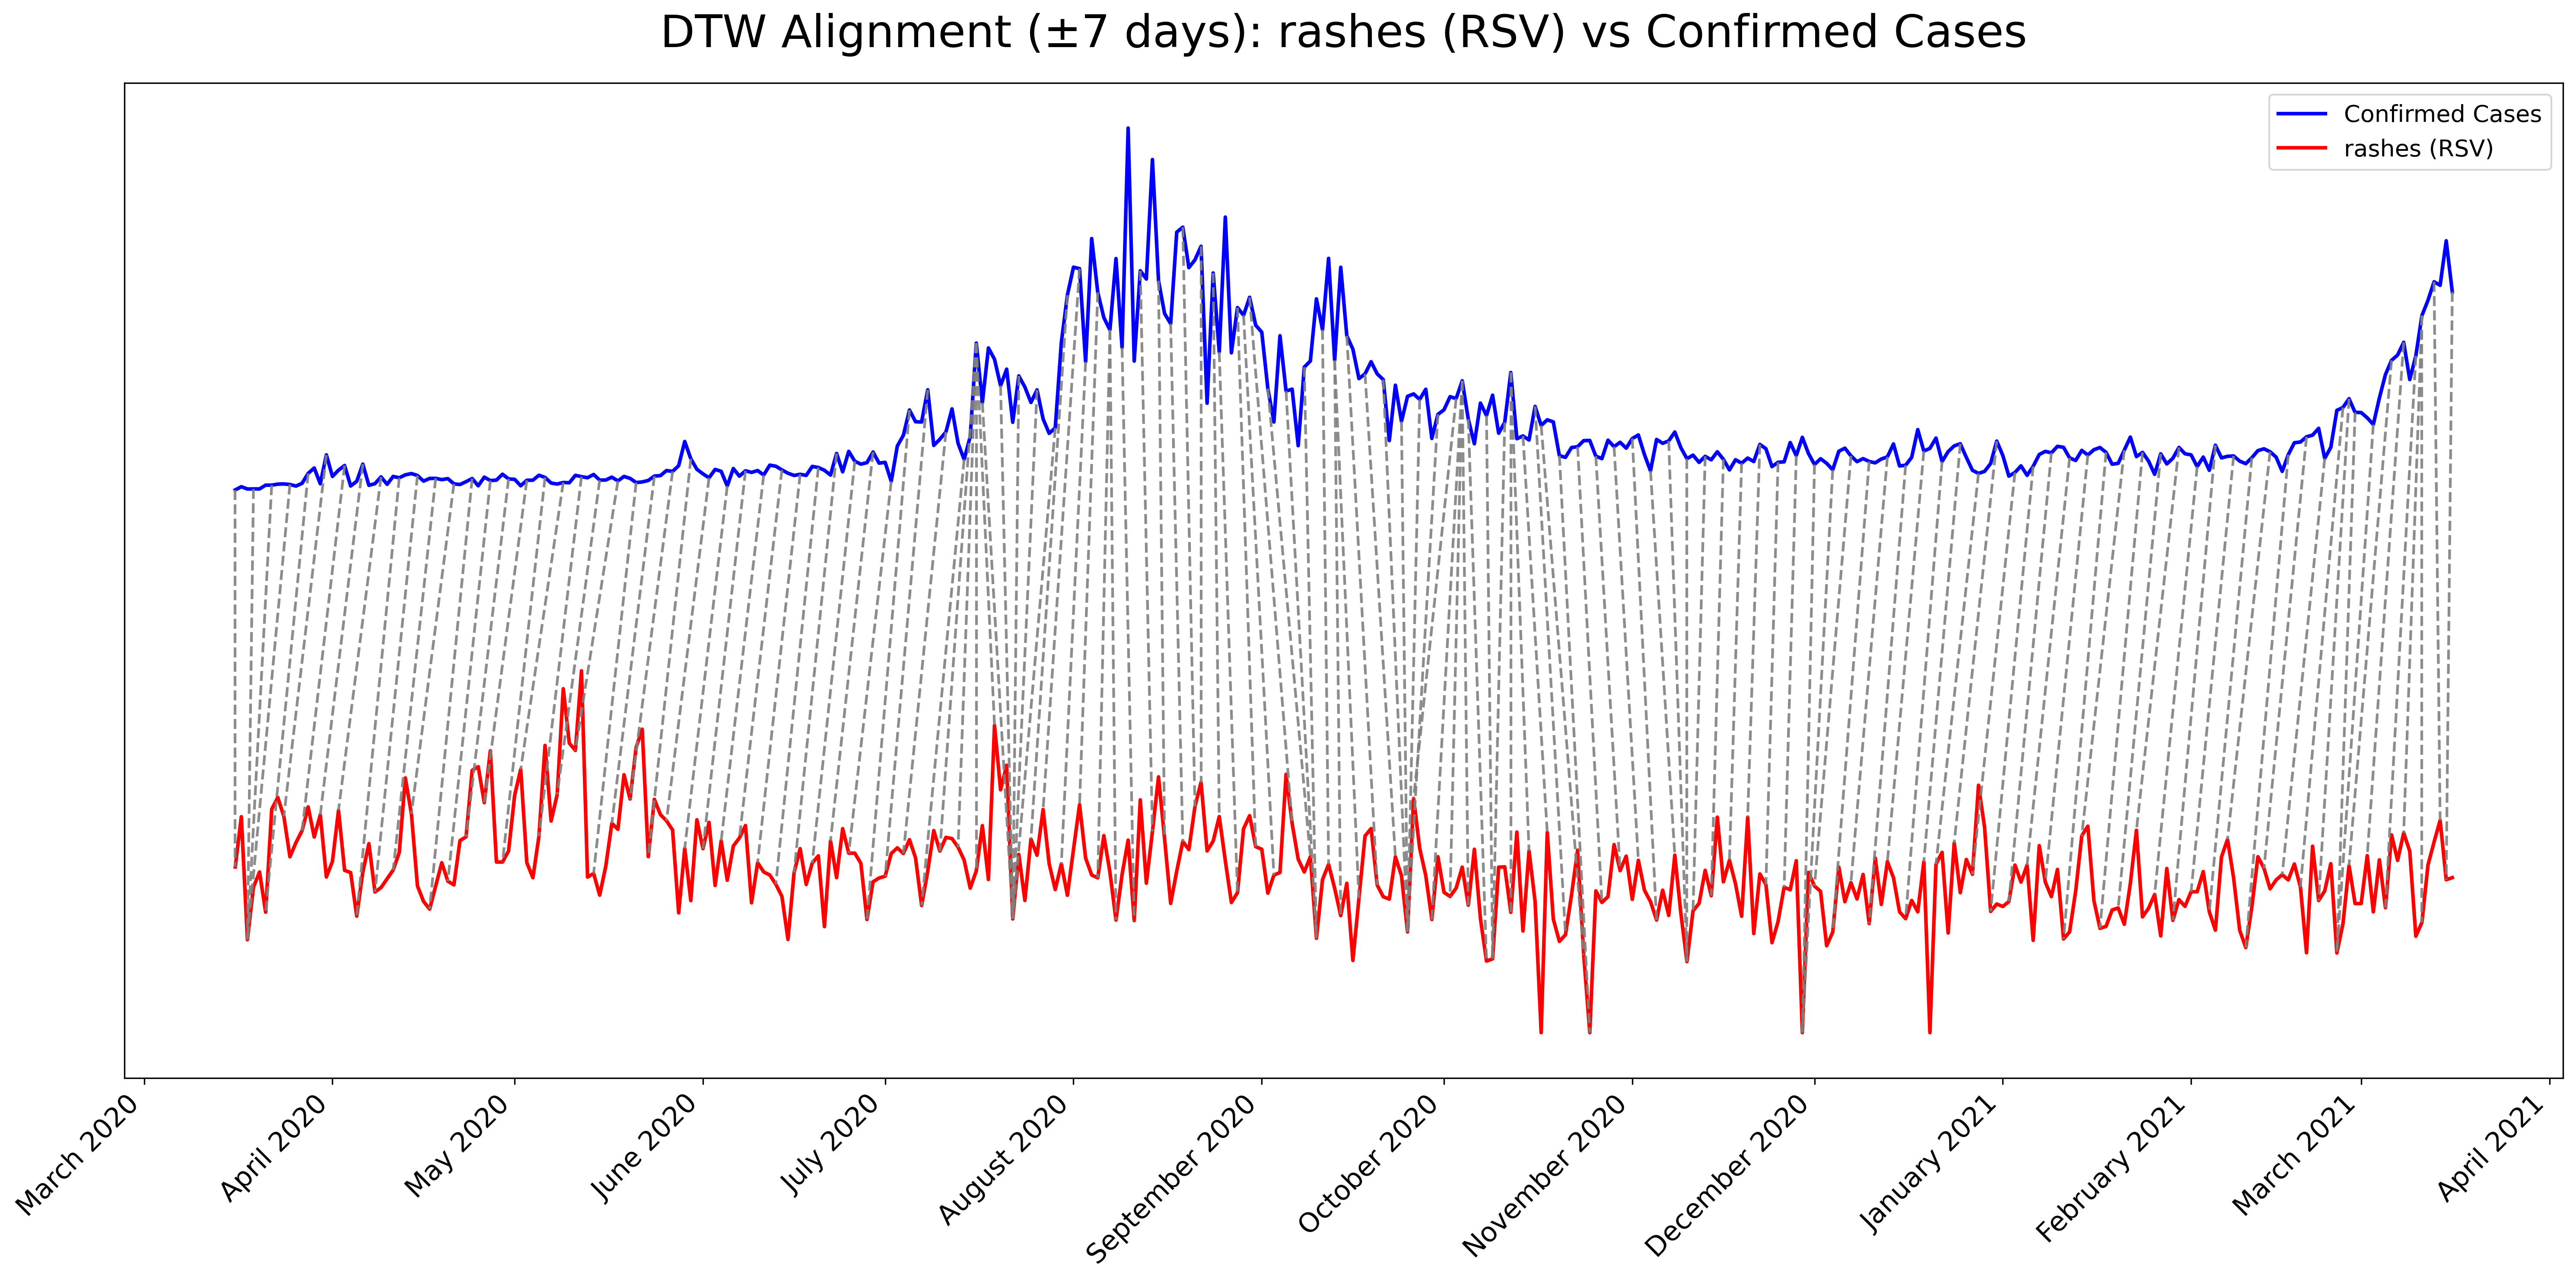 DTW Alignment (±7 days): rashes (RSV) vs Confirmed Cases
Confirmed Cases
rashes (RSV)
March 2020
April 2020
May 2020
June 2020
July 2020
August 2020
September 2020
October 2020
November 2020
December 2020
January 2021
February 2021
March 2021
April 2021